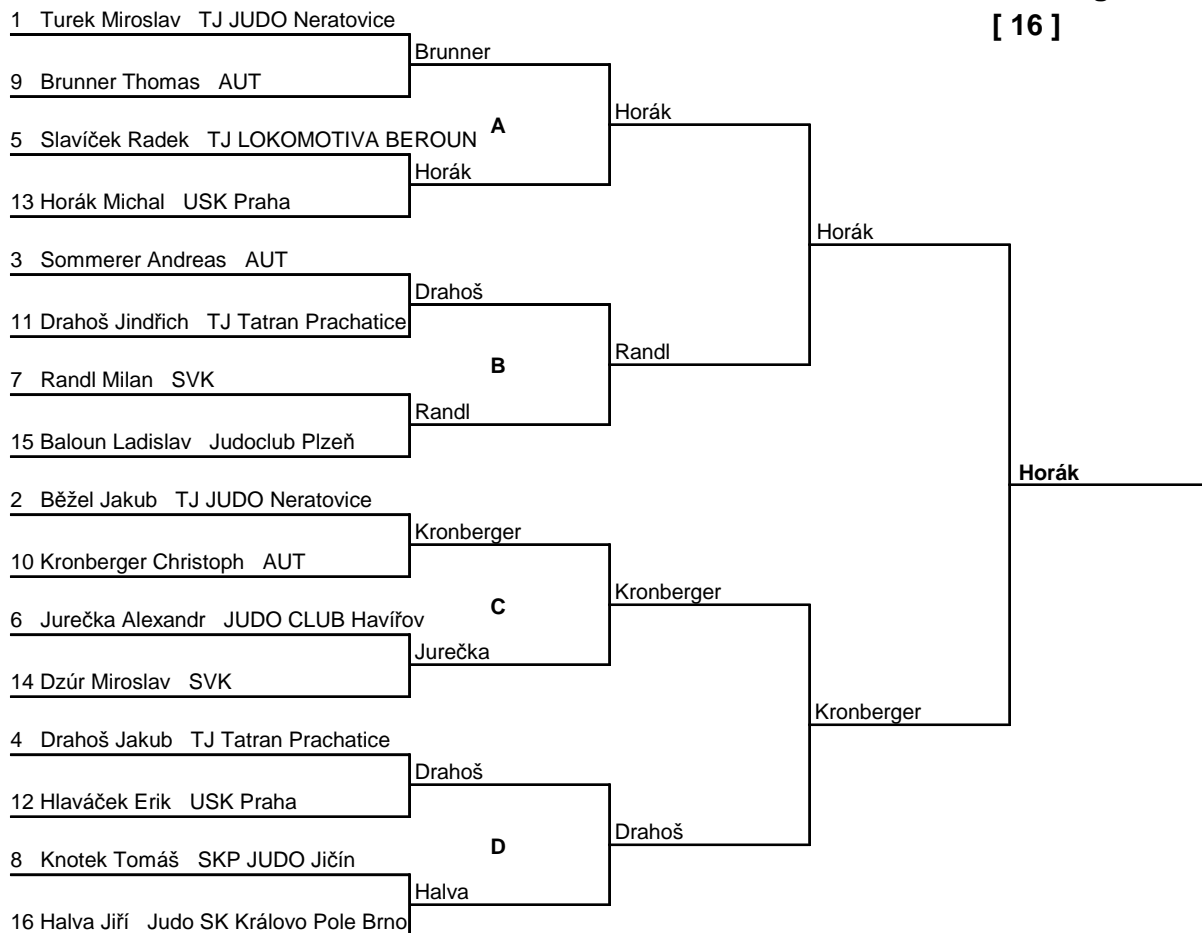 [ 16 ]
1 Turek Miroslav TJ JUDO Neratovice
Brunner
9 Brunner Thomas AUT
Horák
A
5 Slavíček Radek TJ LOKOMOTIVA BEROUN
Horák
13 Horák Michal USK Praha
Horák
3 Sommerer Andreas AUT
Drahoš
11 Drahoš Jindřich TJ Tatran Prachatice
Randl
B
7 Randl Milan SVK
Randl
15 Baloun Ladislav Judoclub Plzeň
Horák
2 Běžel Jakub TJ JUDO Neratovice
Kronberger
10 Kronberger Christoph AUT
Kronberger
C
6 Jurečka Alexandr JUDO CLUB Havířov
Jurečka
14 Dzúr Miroslav SVK
Kronberger
4 Drahoš Jakub TJ Tatran Prachatice
Drahoš
12 Hlaváček Erik USK Praha
Drahoš
D
8 Knotek Tomáš SKP JUDO Jičín
Halva
16 Halva Jiří Judo SK Královo Pole Brno